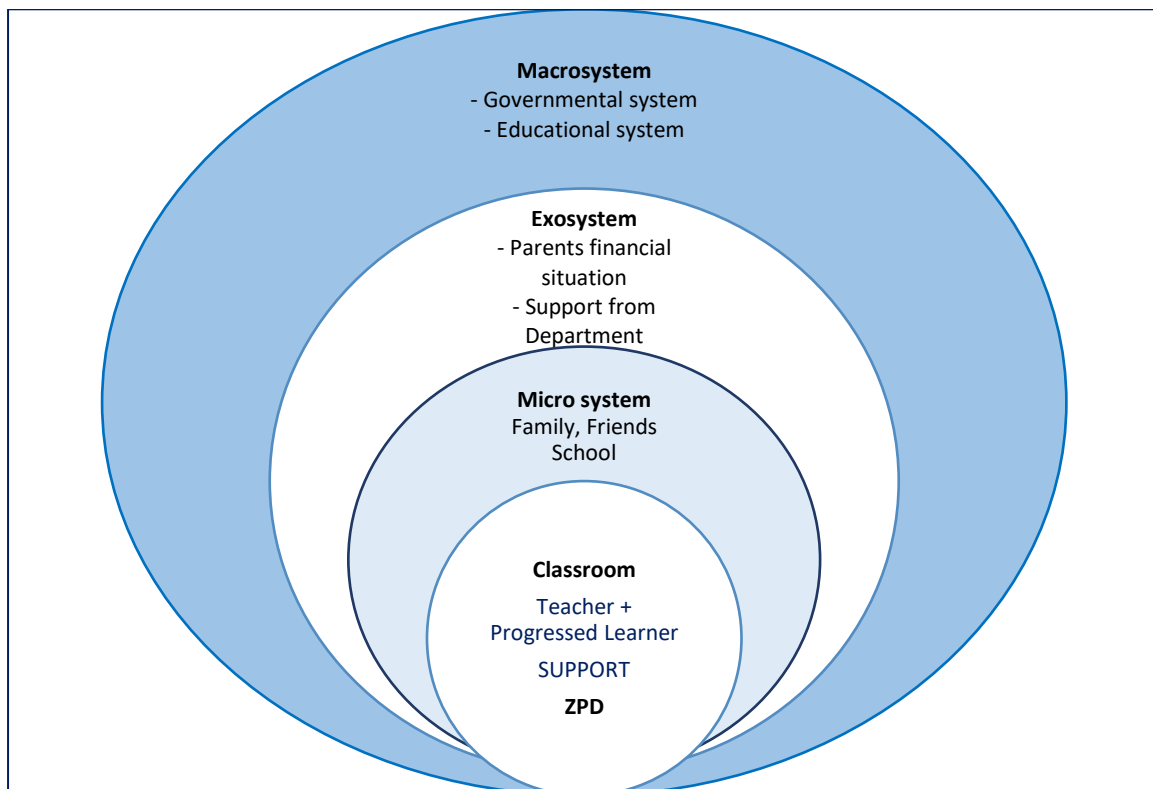 Macrosystem
- Governmental system
- Educational system
Exosystem
- Parents financial
situation
- Support from
Department
Micro system
Family, Friends
School
Classroom
Teacher +
Progressed Learner
SUPPORT
ZPD